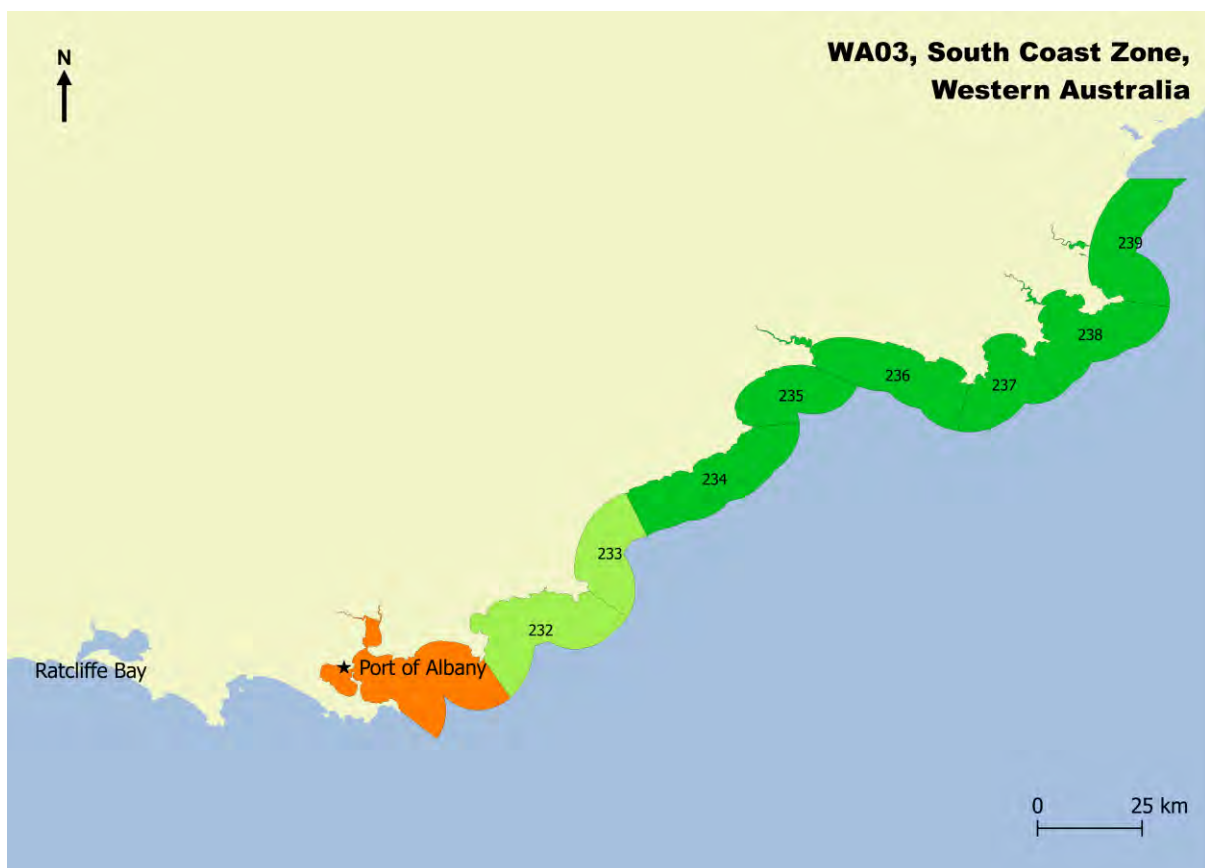 WA03, South Coast Zone,
Western Australia
N
239
238
236
237
235
234
233
232
Port of Albany
Ratcliffe Bay
0 25 km